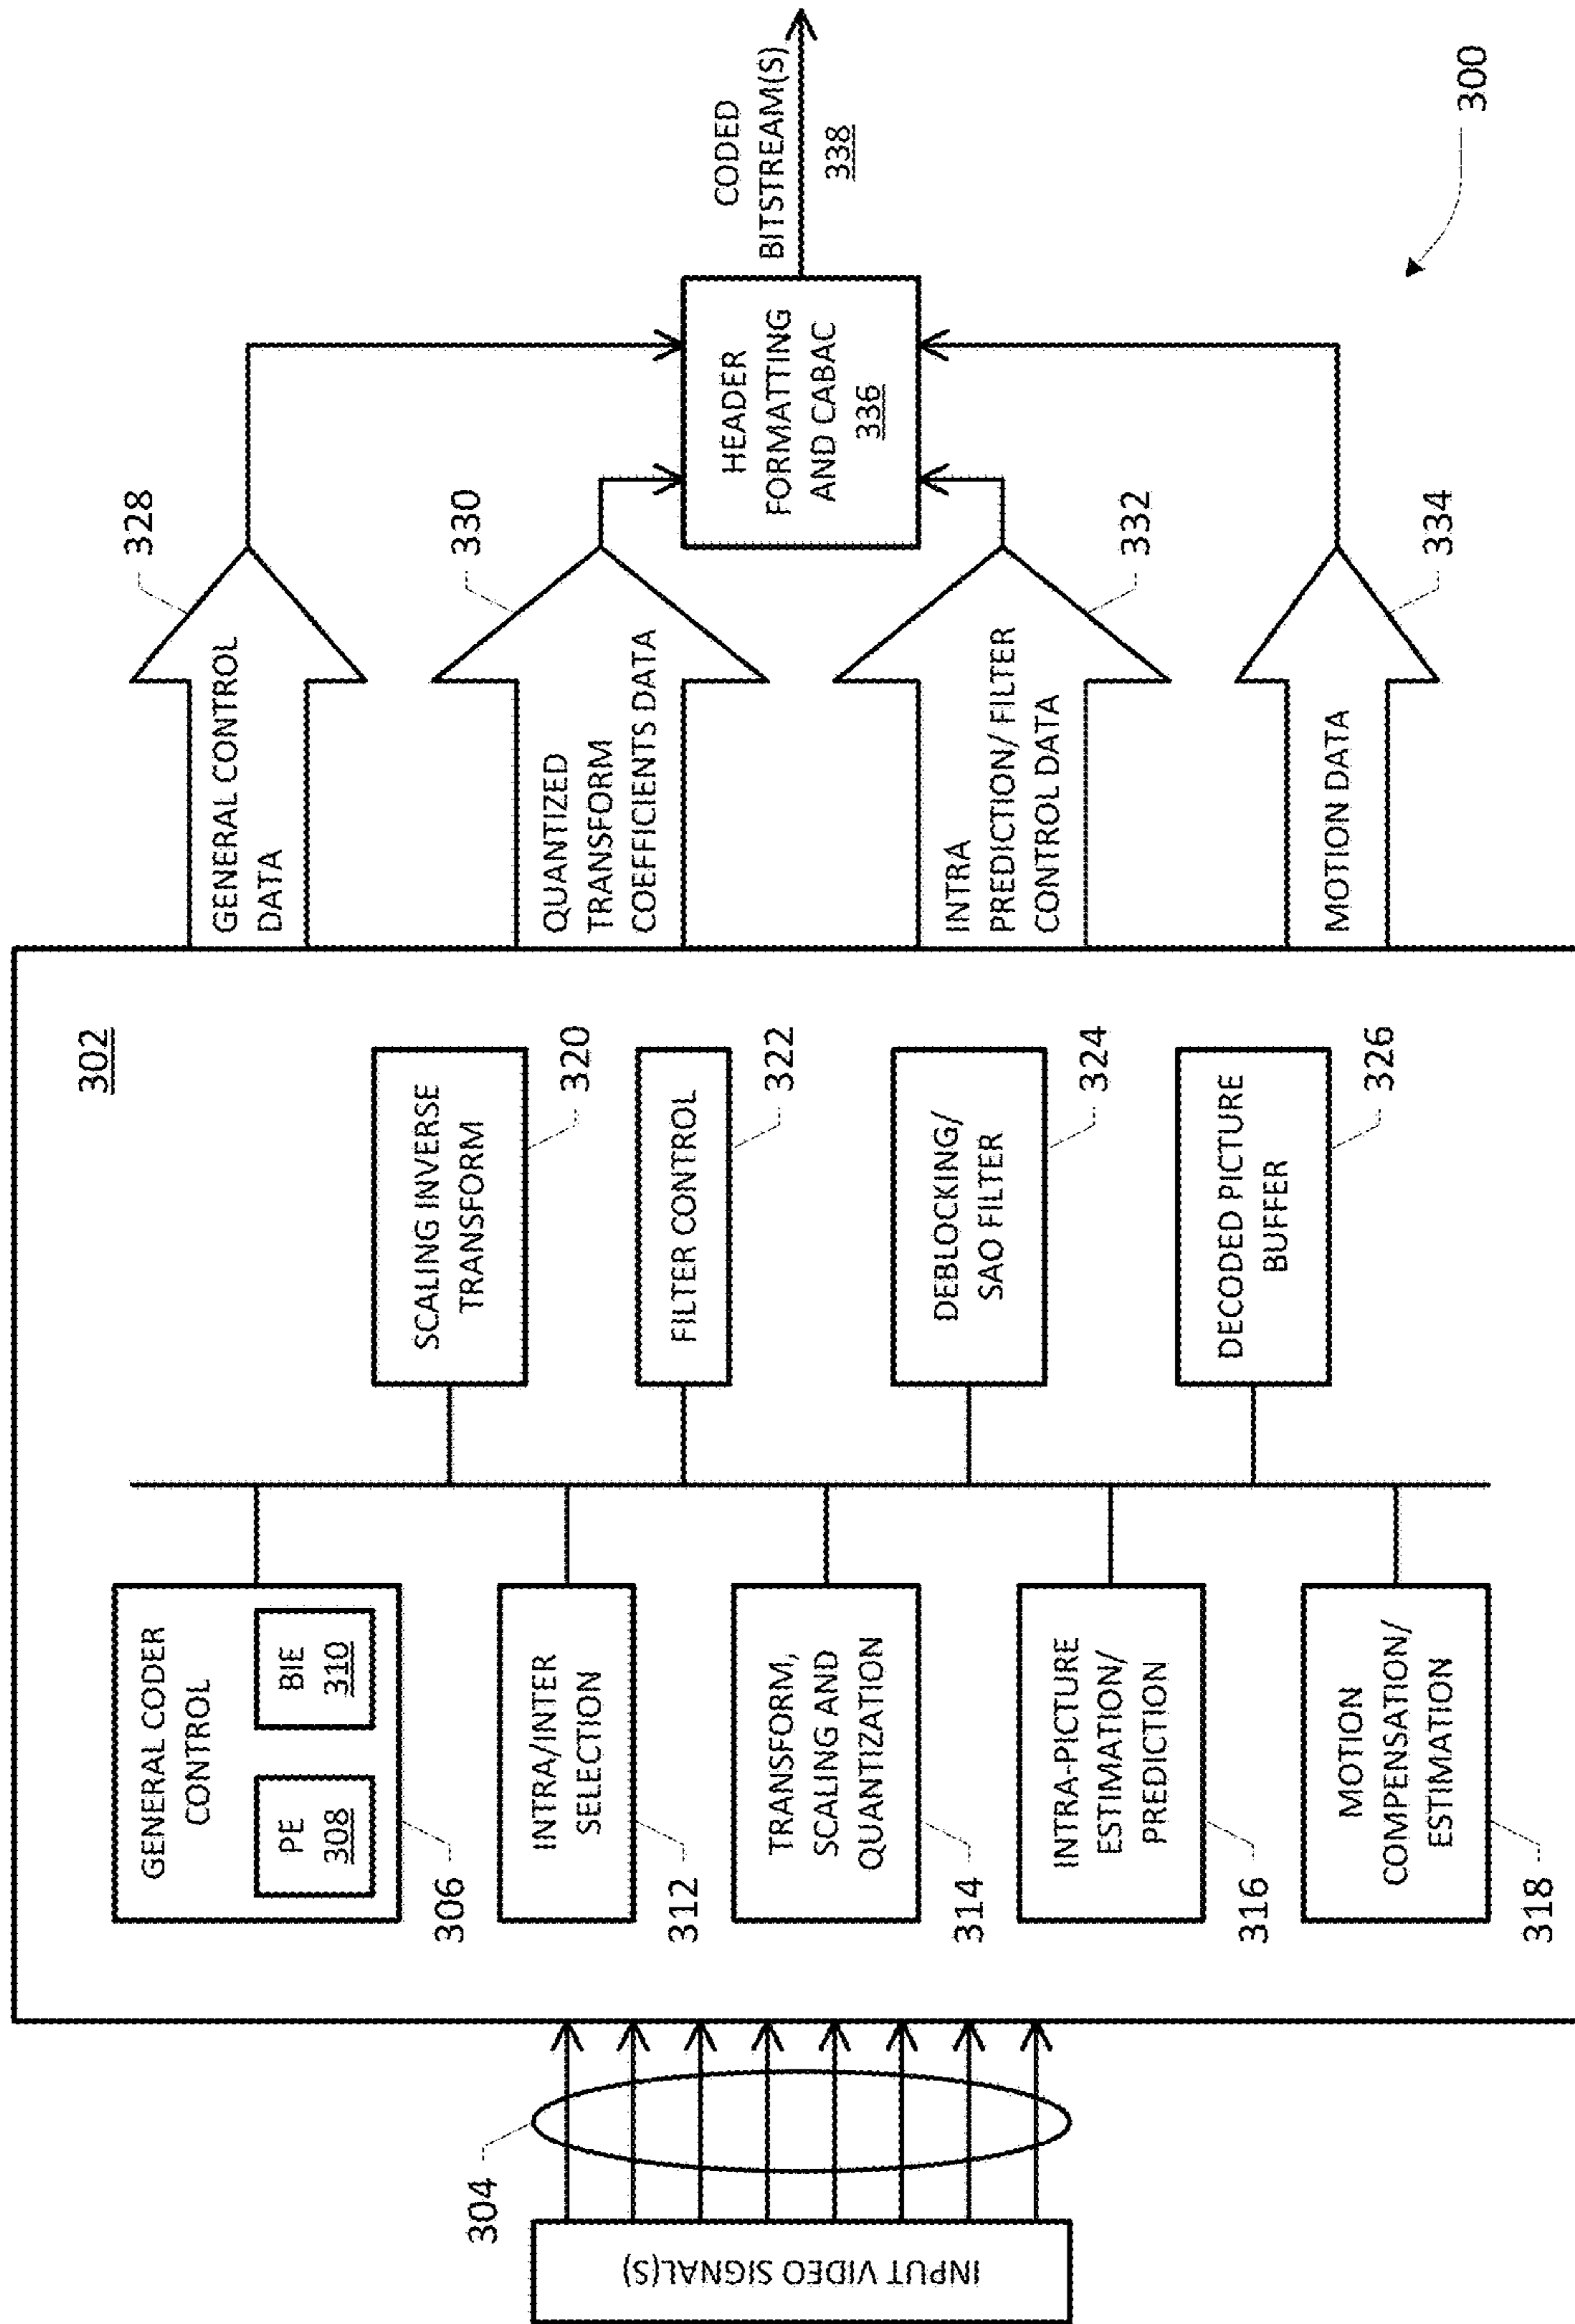 302
INPUT VIDEO SIGNAL(S)
304
GENERAL CODER
CONTROL
PE
308
BIE
310
306
INTRA/INTER
SELECTION
312
TRANSFORM,
SCALING AND
QUANTIZATION
314
INTRA-PICTURE
ESTIMATION/
PREDICTION
316
MOTION
COMPENSATION/
ESTIMATION
318
SCALING INVERSE
TRANSFORM
320
FILTER CONTROL
322
DEBLOCKING/
SAO FILTER
324
DECODED PICTURE
BUFFER
326
GENERAL CONTROL
DATA
328
QUANTIZED
TRANSFORM
COEFFICIENTS DATA
330
INTRA
PREDICTION/ FILTER
CONTROL DATA
332
MOTION DATA
334
HEADER
FORMATTING
AND CABAC
336
CODED
BITSTREAM(S)
338
300